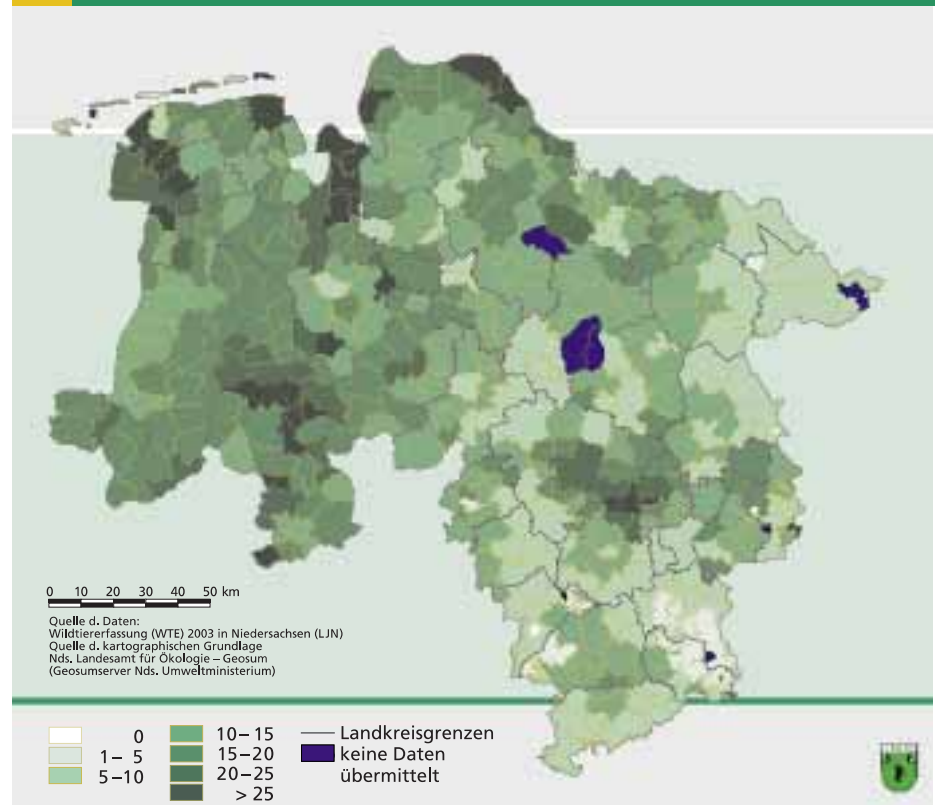 0 10 20 30 40 50 km
Quelle d. Daten:
Wildtiererfassung (WTE) 2003 in Niedersachsen (LJN)
Quelle d. kartographischen Grundlage
Nds. Landesamt für Ökologie – Geosum
(Geosumserver Nds. Umweltministerium)
0
1– 5
5–10
10–15
15–20
20–25
> 25
Landkreisgrenzen
keine Daten
übermittelt